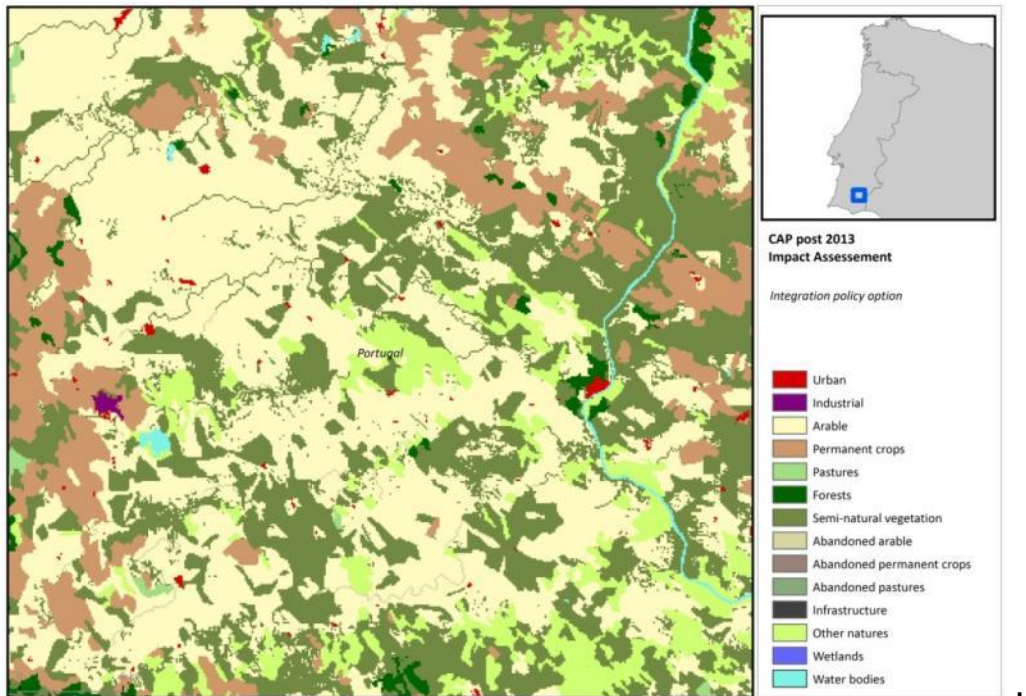 Portugal
CAP post 2013
Impact Assessement
Integration policy option
Urban
Industrial
Arable
Permanent crops
Pastures
Forests
Semi-natural vegetation
Abandoned arable
Abandoned permanent crops
Abandoned pastures
Infrastructure
Other natures
Wetlands
Water bodies